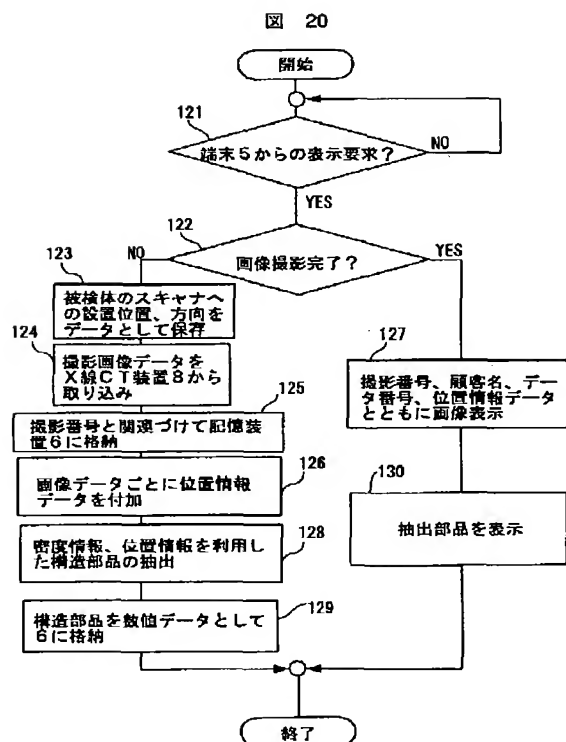 図 20
開始
121
端末5からの表示要求？
NO
YES
122
画像撮影完了？
NO
YES
123
被検体のスキャナへ
の設置位置、方向を
データとして保存
124
撮影画像データを
X線CT装置8から
取り込み
125
撮影番号と関連づけて記憶装
置6に格納
126
画像データごとに位置情報
データを付加
128
密度情報、位置情報を利用し
た構造部品の抽出
129
構造部品を数値データとして
6に格納
127
撮影番号、顧客名、デー
タ番号、位置情報データ
とともに画像表示
130
抽出部品を表示
終了